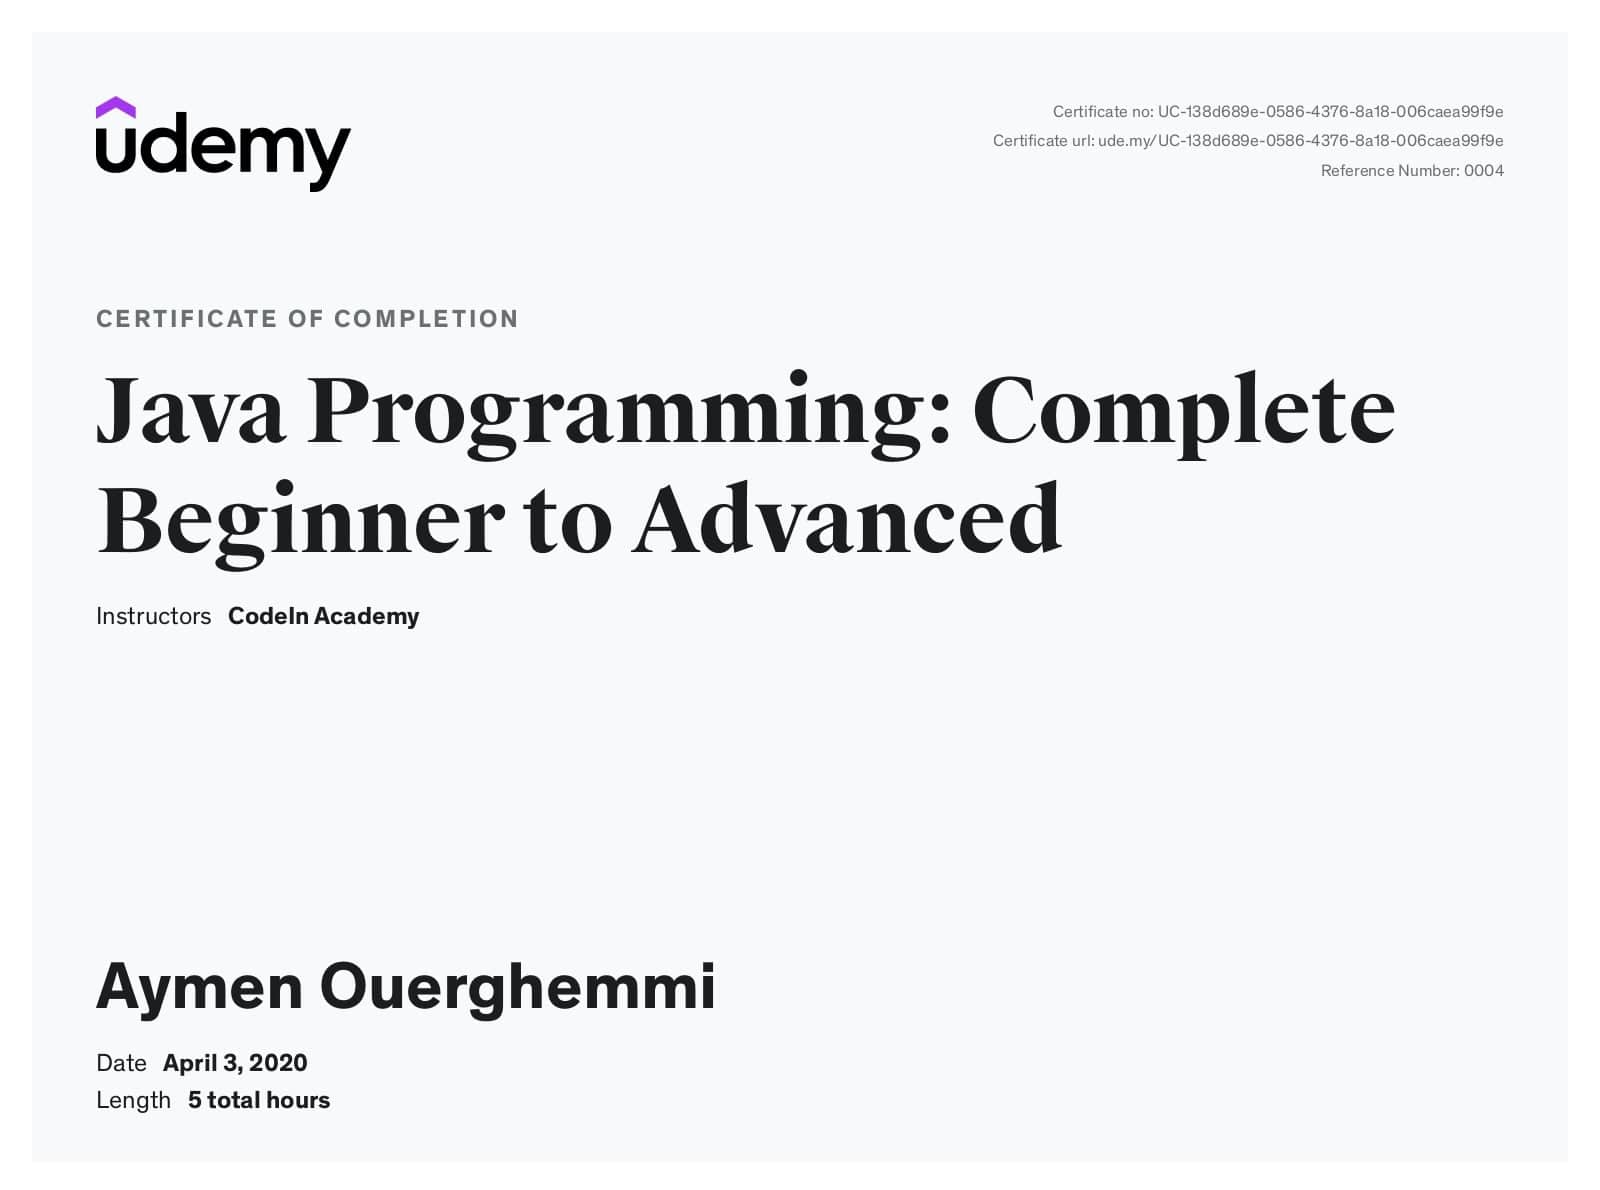 udemy
Certificate no: UC-138d689e-0586-4376-8a18-006caea99f9e
Certificate url: ude.my/UC-138d689e-0586-4376-8a18-006caea99f9e
Reference Number: 0004
CERTIFICATE OF COMPLETION
Java Programming: Complete
Beginner to Advanced
Instructors CodeIn Academy
Aymen Ouerghemmi
Date April 3, 2020
Length 5 total hours